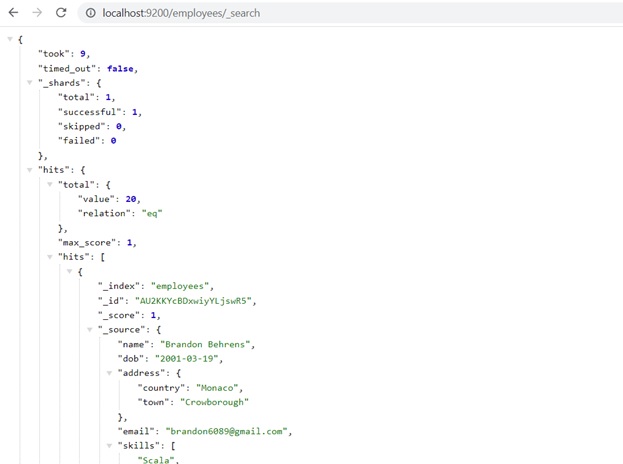 localhost:9200/employees/_search
{
"took": 9,
"timed_out": false,
"_shards": {
"total": 1,
"successful": 1,
"skipped": 0,
"failed": 0
},
"hits": {
"total": {
"value": 20,
"relation": "eq"
},
"max_score": 1,
"hits": [
{
"_index": "employees",
"_id": "AU2KKYcBDxwiyYLjswR5",
"_score": 1,
"_source": {
"name": "Brandon Behrens",
"dob": "2001-03-19",
"address": {
"country": "Monaco",
"town": "Crowborough"
},
"email": "brandon6089@gmail.com",
"skills": [
"Scala",